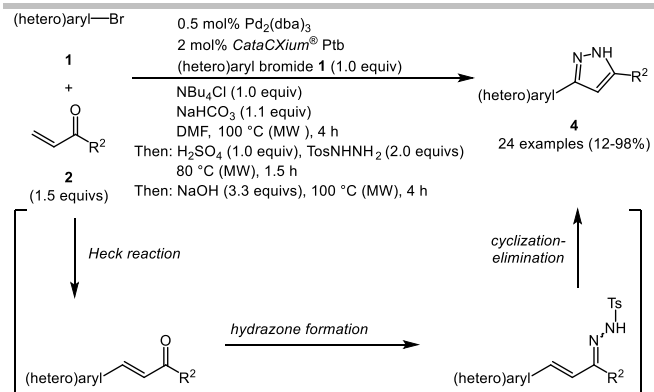 (hetero)aryl—Br
1
+
O
R2
2
(1.5 equivs)
0.5 mol% Pd2(dba)3
2 mol% CataCXium® Ptb
(hetero)aryl bromide 1 (1.0 equiv)
NBu4Cl (1.0 equiv)
NaHCO3 (1.1 equiv)
DMF, 100 °C (MW ), 4 h
Then: H2SO4 (1.0 equiv), TosNHNH2 (2.0 equivs)
80 °C (MW), 1.5 h
Then: NaOH (3.3 equivs), 100 °C (MW), 4 h
N NH
(hetero)aryl R2
4
24 examples (12-98%)
Heck reaction
cyclization-
elimination
O
(hetero)aryl R2
hydrazone formation
Ts
N NH
(hetero)aryl R2